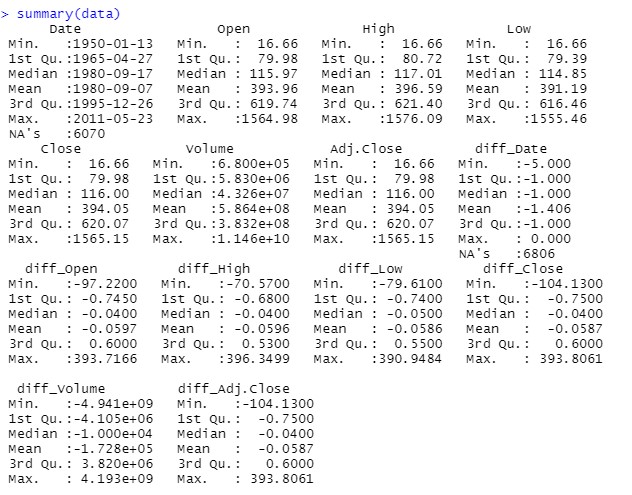 > summary(data)
Date Open High Low
Min. :1950-01-13 Min. : 16.66 Min. : 16.66 Min. : 16.66
1st Qu.:1965-04-27 1st Qu.: 79.98 1st Qu.: 80.72 1st Qu.: 79.39
Median :1980-09-17 Median : 115.97 Median : 117.01 Median : 114.85
Mean :1980-09-07 Mean : 393.96 Mean : 396.59 Mean : 391.19
3rd Qu.:1995-12-26 3rd Qu.: 619.74 3rd Qu.: 621.40 3rd Qu.: 616.46
Max. :2011-05-23 Max. :1564.98 Max. :1576.09 Max. :1555.46
NA's :6070
Close Volume Adj.Close diff_Date
Min. : 16.66 Min. :6.800e+05 Min. : 16.66 Min. :-5.000
1st Qu.: 79.98 1st Qu.:5.830e+06 1st Qu.: 79.98 1st Qu.:-1.000
Median : 116.00 Median :4.326e+07 Median : 116.00 Median :-1.000
Mean : 394.05 Mean :5.864e+08 Mean : 394.05 Mean :-1.406
3rd Qu.: 620.07 3rd Qu.:3.832e+08 3rd Qu.: 620.07 3rd Qu.:-1.000
Max. :1565.15 Max. :1.146e+10 Max. :1565.15 Max. : 0.000
NA's :6806
diff_Open diff_High diff_Low diff_Close
Min. :-97.2200 Min. :-70.5700 Min. :-79.6100 Min. :-104.1300
1st Qu.: -0.7450 1st Qu.: -0.6800 1st Qu.: -0.7400 1st Qu.: -0.7500
Median : -0.0400 Median : -0.0400 Median : -0.0500 Median : -0.0400
Mean : -0.0597 Mean : -0.0596 Mean : -0.0586 Mean : -0.0587
3rd Qu.: 0.6000 3rd Qu.: 0.5300 3rd Qu.: 0.5500 3rd Qu.: 0.6000
Max. :393.7166 Max. :396.3499 Max. :390.9484 Max. : 393.8061
diff_Volume diff_Adj.Close
Min. :-4.941e+09 Min. :-104.1300
1st Qu.:-4.105e+06 1st Qu.: -0.7500
Median :-1.000e+04 Median : -0.0400
Mean :-1.728e+05 Mean : -0.0587
3rd Qu.: 3.820e+06 3rd Qu.: 0.6000
Max. : 4.193e+09 Max. : 393.8061